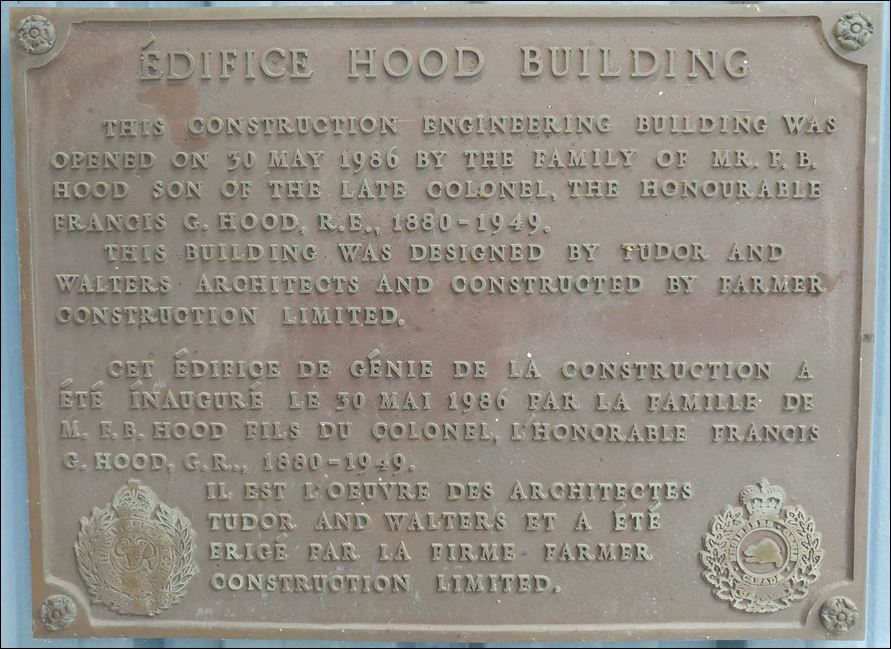 ÉDIFICE HOOD BUILDING
THIS CONSTRUCTION ENGINEERING BUILDING WAS
OPENED ON 30 MAY 1986 BY THE FAMILY OF MR. F. B.
HOOD SON OF THE LATE COLONEL, THE HONOURABLE
FRANCIS G. HOOD, R.E., 1880-1949.
THIS BUILDING WAS DESIGNED BY TUDOR AND
WALTERS ARCHITECTS AND CONSTRUCTED BY FARMER
CONSTRUCTION LIMITED.
CET ÉDIFICE DE GÉNIE DE LA CONSTRUCTION A
ÉTÉ INAUGURÉ LE 30 MAI 1986 PAR LA FAMILLE DE
M. F.B. HOOD FILS DU COLONEL, L'HONORABLE FRANCIS
G. HOOD, G.R., 1880-1949.
IL EST L'OEUVRE DES ARCHITECTES
TUDOR AND WALTERS ET A ÉTÉ
ERIGÉ PAR LA FIRME FARMER
CONSTRUCTION LIMITED.